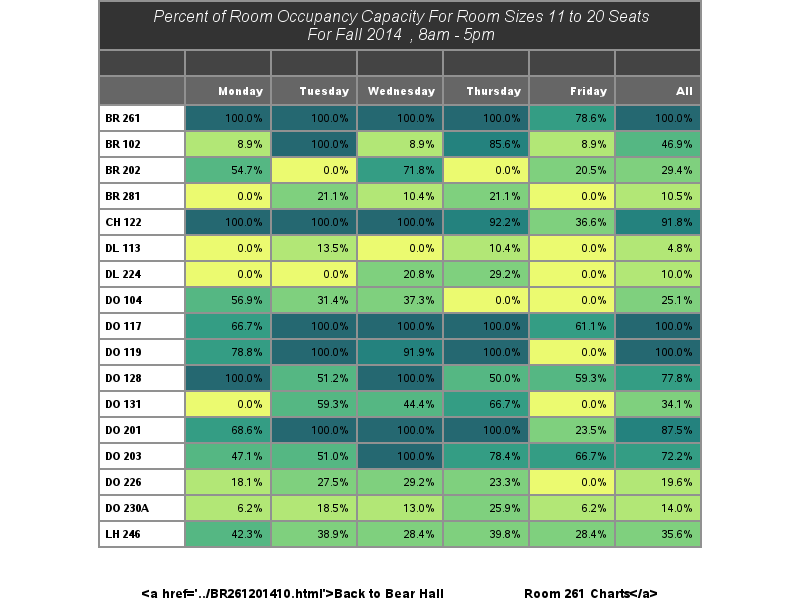 Percent of Room Occupancy Capacity For Room Sizes 11 to 20 Seats
For Fall 2014 , 8am - 5pm
Monday Tuesday Wednesday Thursday Friday All
BR 261 100.0% 100.0% 100.0% 100.0% 78.6% 100.0%
BR 102 8.9% 100.0% 8.9% 85.6% 8.9% 46.9%
BR 202 54.7% 0.0% 71.8% 0.0% 20.5% 29.4%
BR 281 0.0% 21.1% 10.4% 21.1% 0.0% 10.5%
CH 122 100.0% 100.0% 100.0% 92.2% 36.6% 91.8%
DL 113 0.0% 13.5% 0.0% 10.4% 0.0% 4.8%
DL 224 0.0% 0.0% 20.8% 29.2% 0.0% 10.0%
DO 104 56.9% 31.4% 37.3% 0.0% 0.0% 25.1%
DO 117 66.7% 100.0% 100.0% 100.0% 61.1% 100.0%
DO 119 78.8% 100.0% 91.9% 100.0% 0.0% 100.0%
DO 128 100.0% 51.2% 100.0% 50.0% 59.3% 77.8%
DO 131 0.0% 59.3% 44.4% 66.7% 0.0% 34.1%
DO 201 68.6% 100.0% 100.0% 100.0% 23.5% 87.5%
DO 203 47.1% 51.0% 100.0% 78.4% 66.7% 72.2%
DO 226 18.1% 27.5% 29.2% 23.3% 0.0% 19.6%
DO 230A 6.2% 18.5% 13.0% 25.9% 6.2% 14.0%
LH 246 42.3% 38.9% 28.4% 39.8% 28.4% 35.6%
<a href='../BR261201410.html'>Back to Bear Hall Room 261 Charts</a>